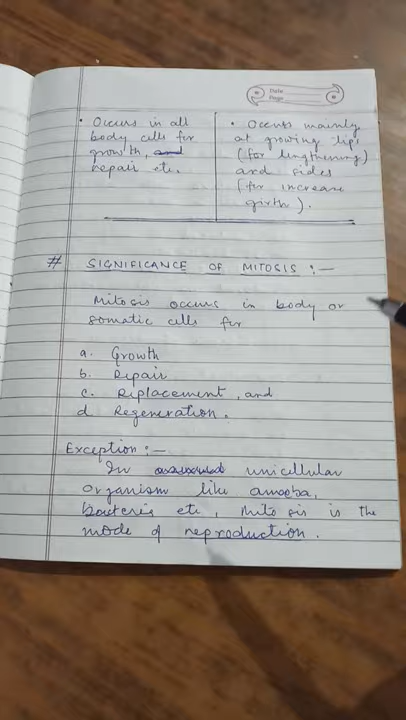 Date
Page
• Occurs in all
body cells for
growth, and
repair etc.
• Occurs mainly
at growing tips
(for lengthening)
and sides
(for increase
girth).
# SIGNIFICANCE OF MITOSIS :-
Mitosis occurs in body or
somatic cells for
a. Growth
b. Repair
c. Replacement, and
d Regeneration.
Exception :-
In unicellular
organism like amoeba,
bacteria etc, Mitosis is the
mode of reproduction.